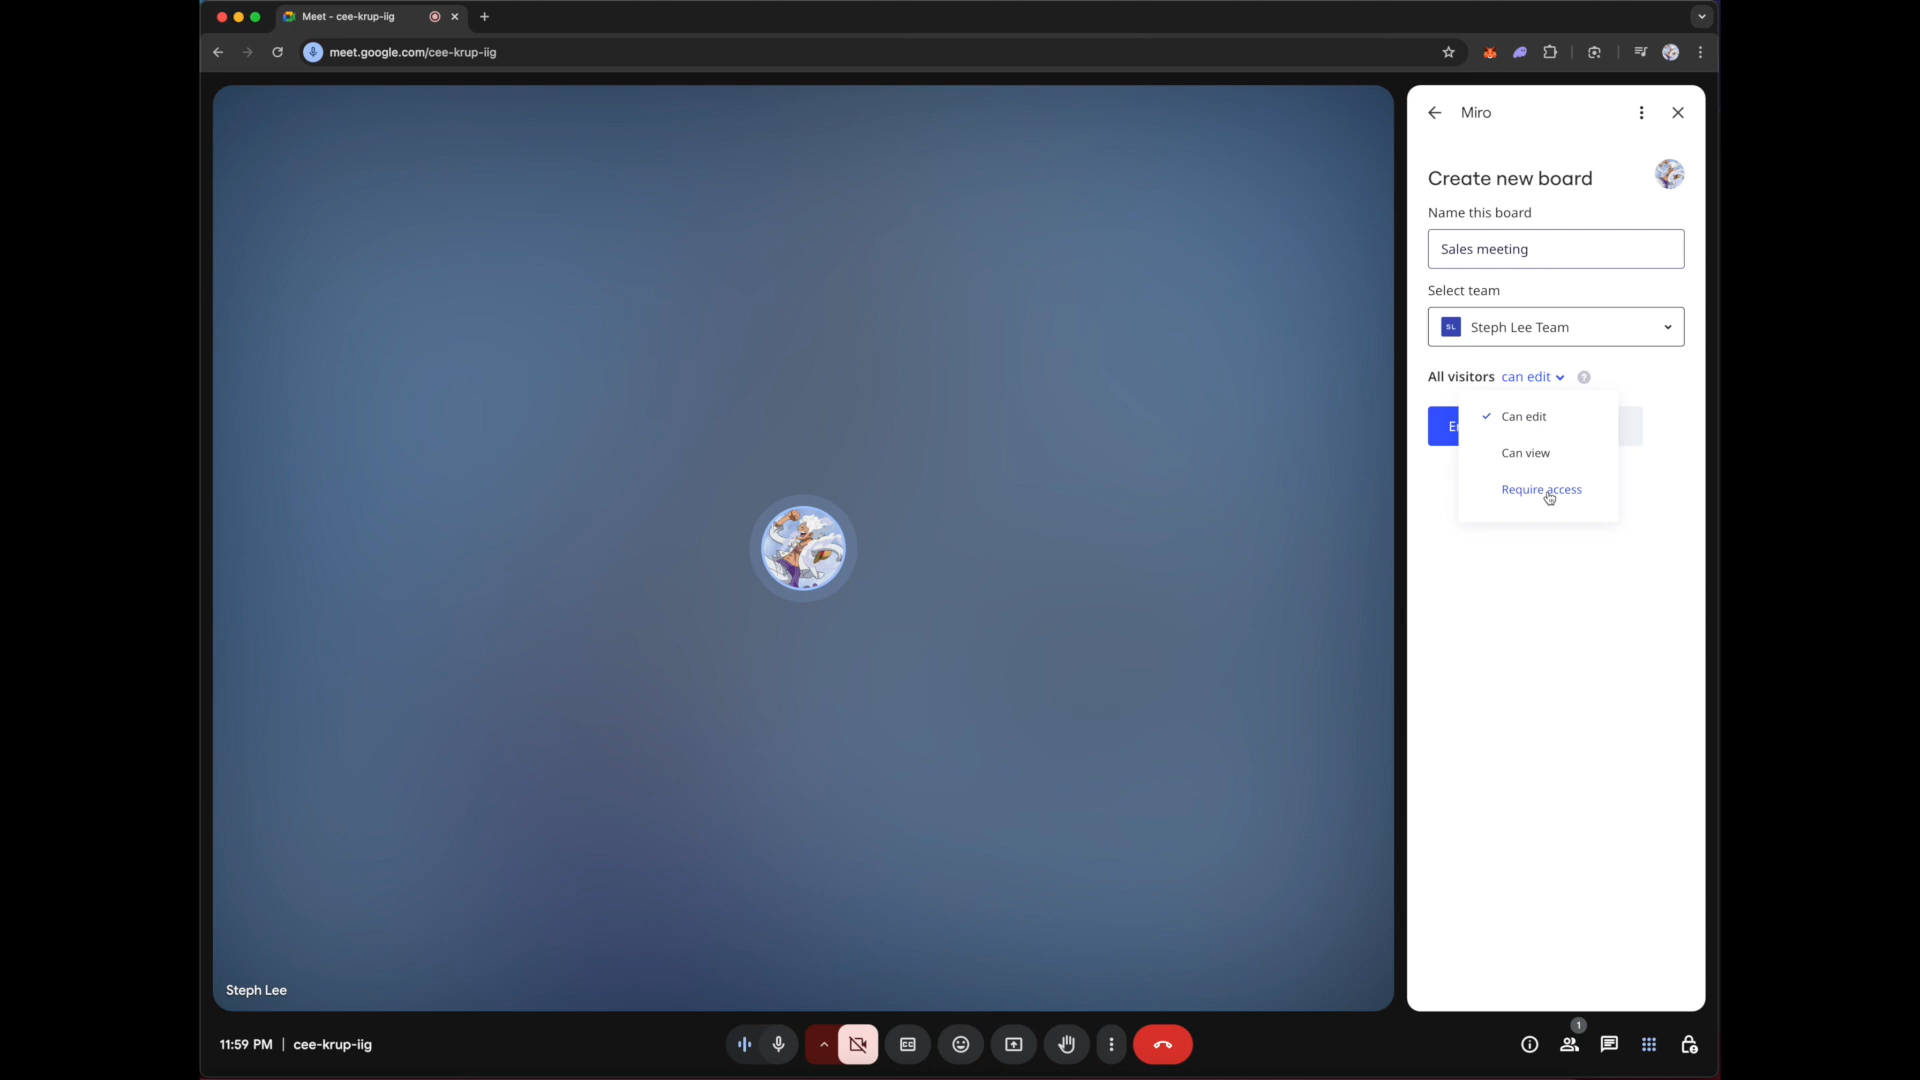 Meet - cee-krup-iig
meet.google.com/cee-krup-iig
Miro
Create new board
Name this board
Sales meeting
Select team
SL Steph Lee Team
All visitors can edit
?
Can edit
Can view
Require access
Steph Lee
11:59 PM | cee-krup-iig
CC
1